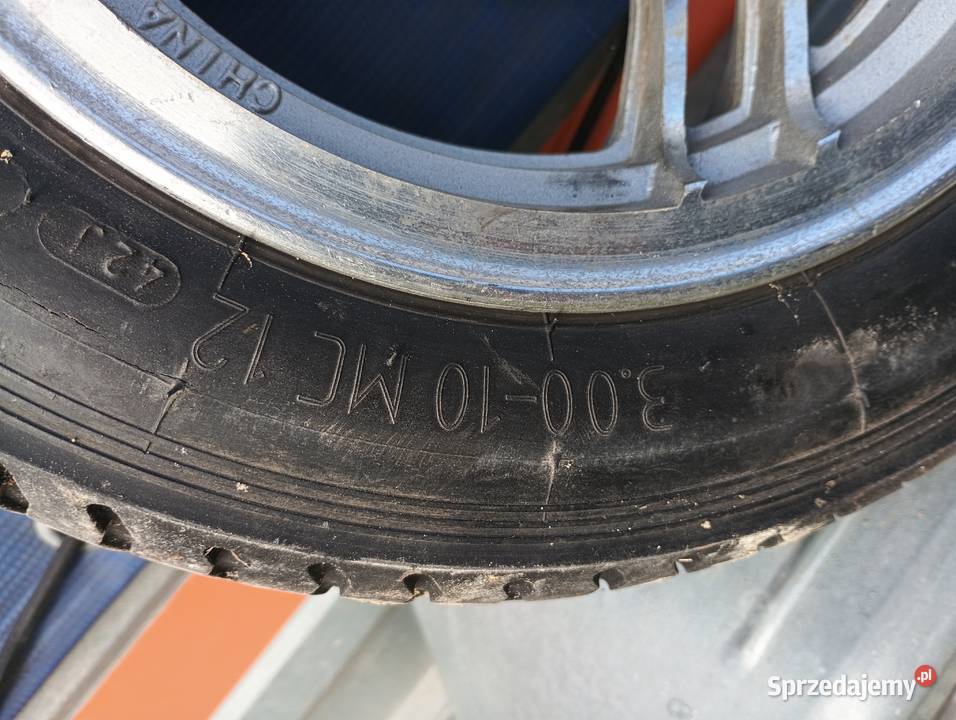 CHINA
3.00-10 MC 12
42J
Sprzedajemy.pl